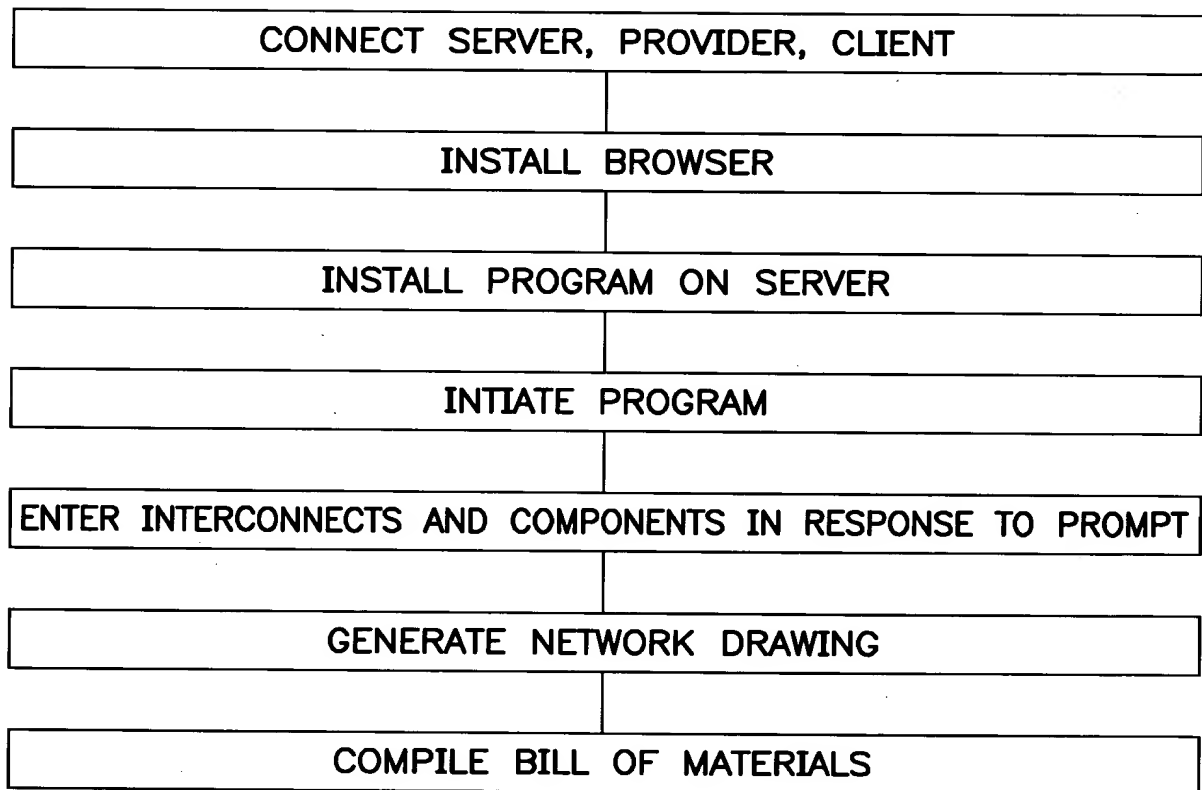 CONNECT SERVER, PROVIDER, CLIENT
INSTALL BROWSER
INSTALL PROGRAM ON SERVER
INTIATE PROGRAM
ENTER INTERCONNECTS AND COMPONENTS IN RESPONSE TO PROMPT
GENERATE NETWORK DRAWING
COMPILE BILL OF MATERIALS